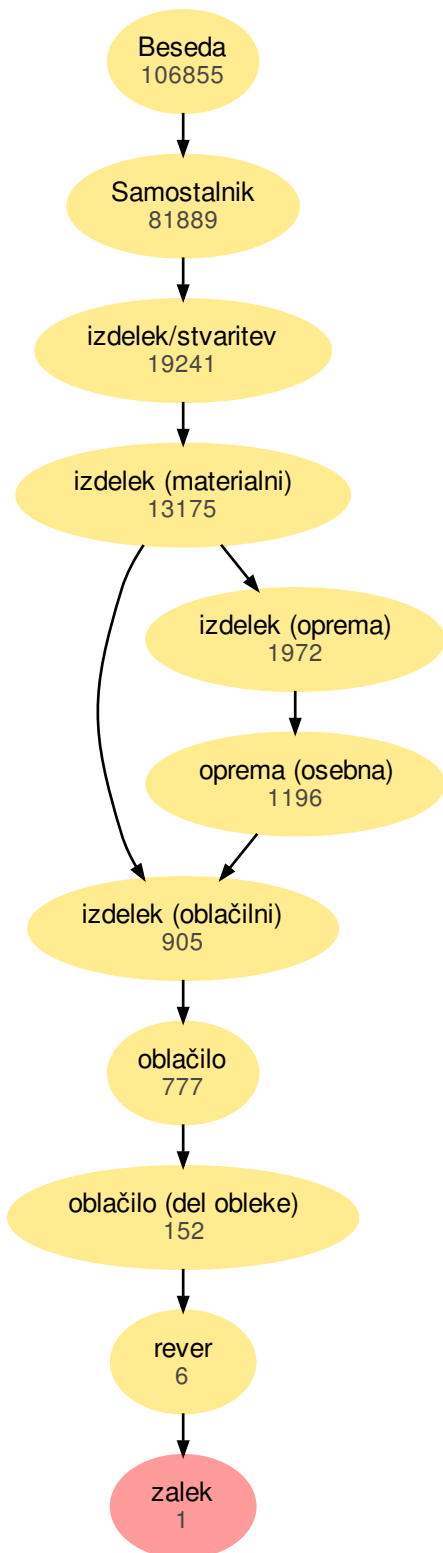 Beseda
106855
Samostalnik
81889
izdelek/stvaritev
19241
izdelek (materialni)
13175
izdelek (oprema)
1972
oprema (osebna)
1196
izdelek (oblačilni)
905
oblačilo
777
oblačilo (del obleke)
152
rever
6
zalek
1